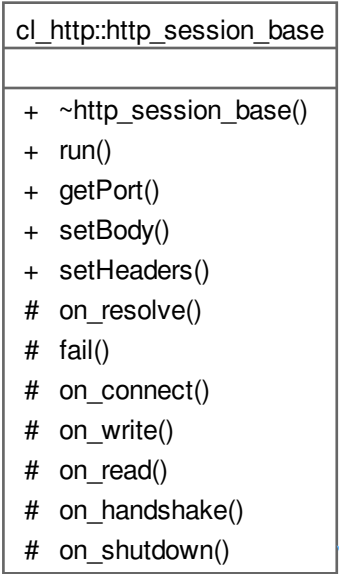 cl_http::http_session_base
+ ~http_session_base()
+ run()
+ getPort()
+ setBody()
+ setHeaders()
# on_resolve()
# fail()
# on_connect()
# on_write()
# on_read()
# on_handshake()
# on_shutdown()